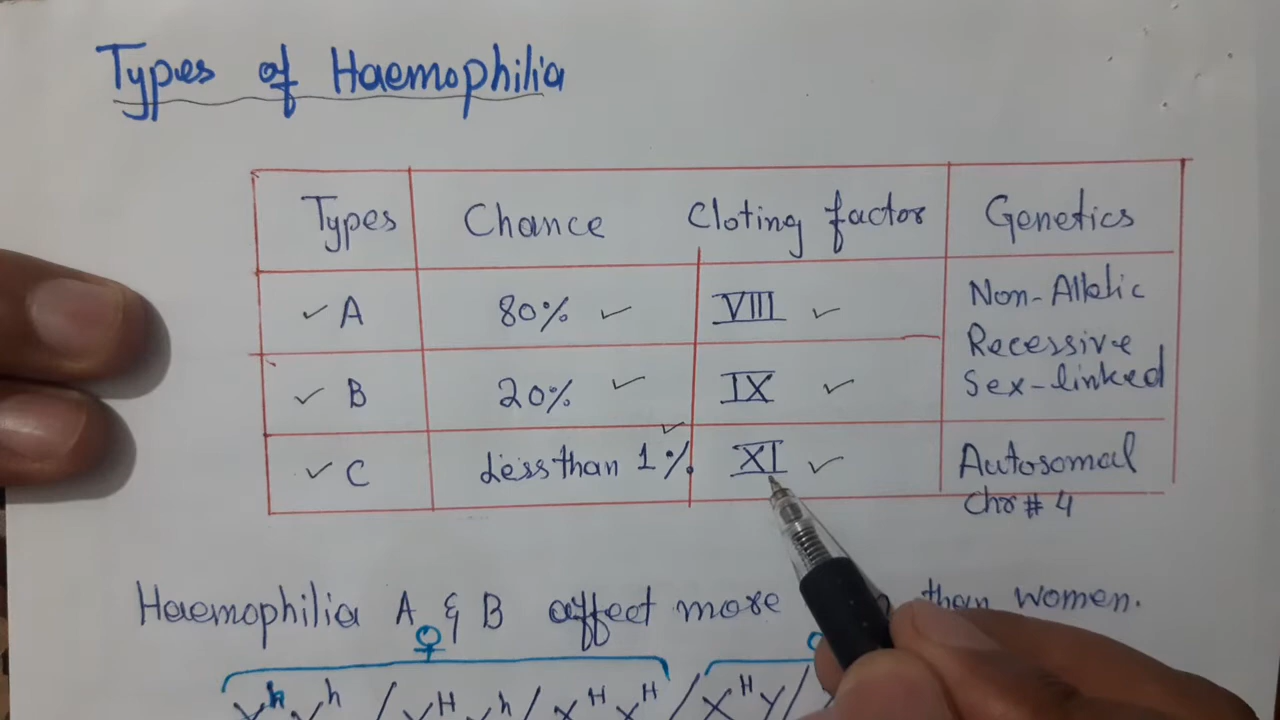 Types of Haemophilia
Types Chance Cloting factor Genetics
A 80% VIII Non-Allelic
Recessive
B 20% IX Sex-linked
C Less than 1% XI Autosomal
Chr # 4
Haemophilia A & B affect more than women.
X^h X^h / X^H X^h / X^H X^H / X^H Y /